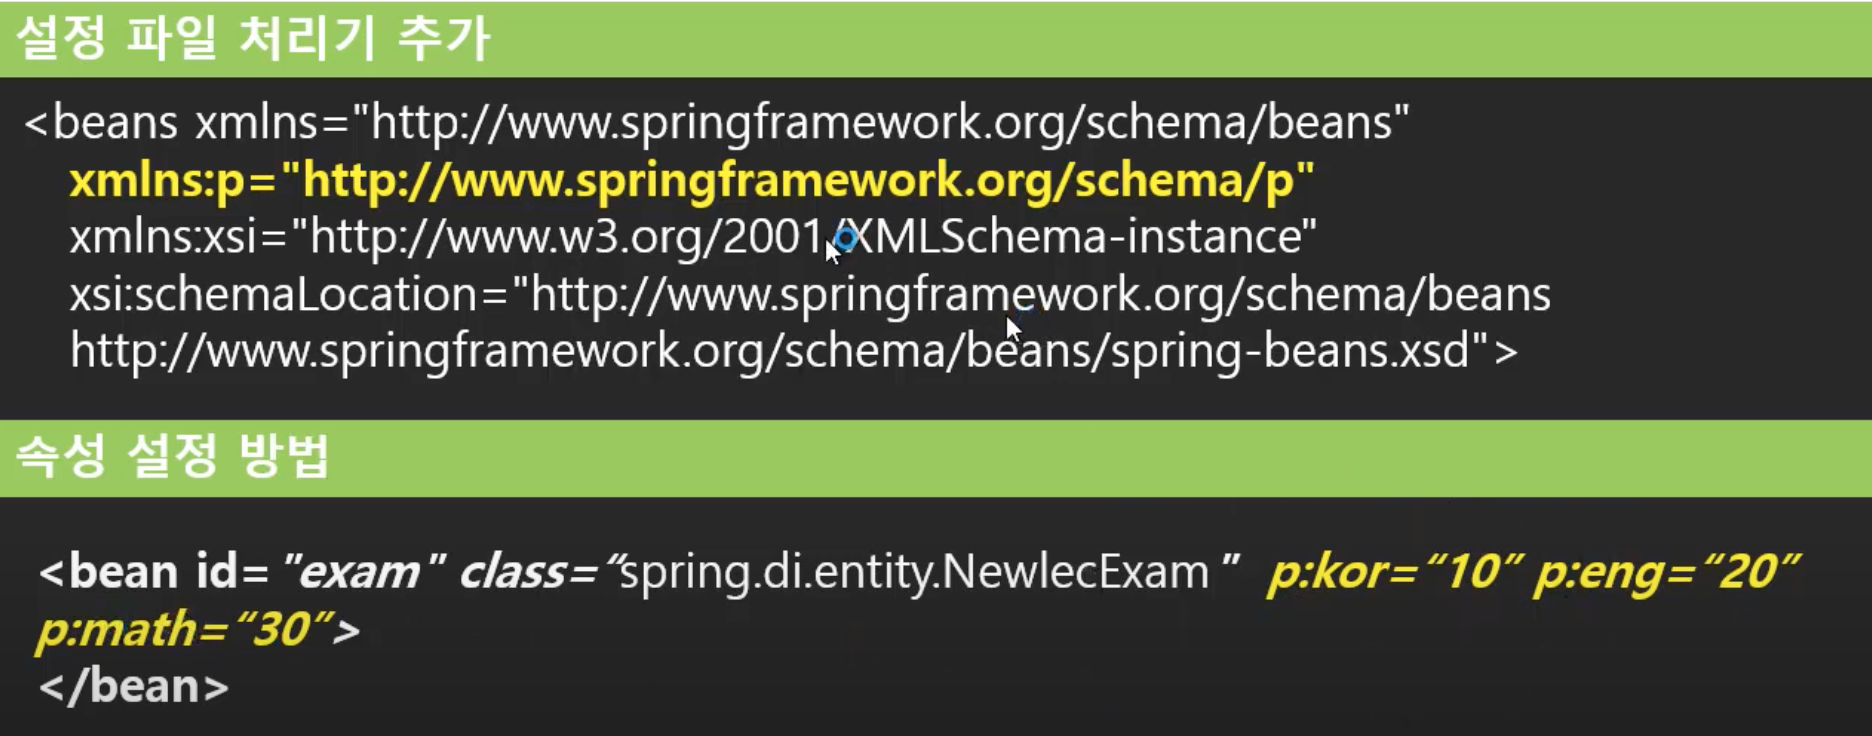 설정 파일 처리기 추가
<beans xmlns="http://www.springframework.org/schema/beans"
xmlns:p="http://www.springframework.org/schema/p"
xmlns:xsi="http://www.w3.org/2001/XMLSchema-instance"
xsi:schemaLocation="http://www.springframework.org/schema/beans
http://www.springframework.org/schema/beans/spring-beans.xsd">
속성 설정 방법
<bean id= "exam" class=“spring.di.entity.NewlecExam ” p:kor=“10” p:eng=“20”
p:math=“30”>
</bean>